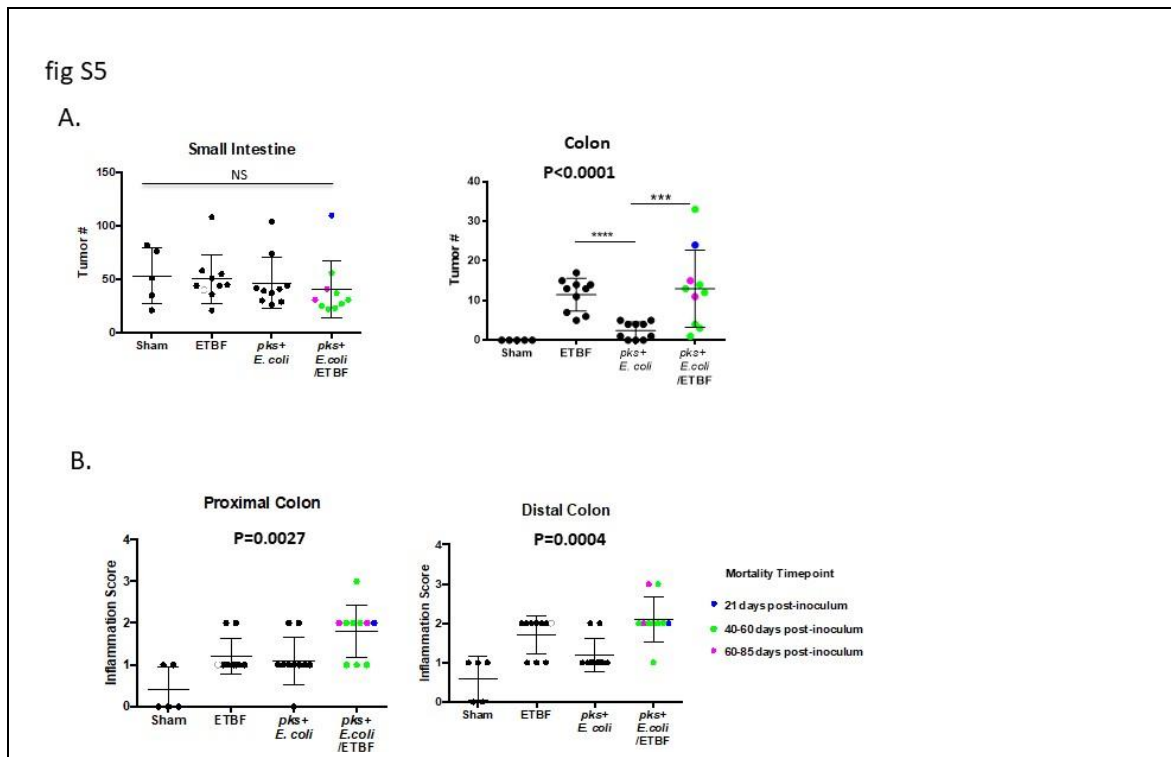 fig S5
A.
Small Intestine
NS
Tumor #
150
100
50
0
Sham
ETBF
pks+
E. coli
pks+
E.coli
/ETBF
Colon
P<0.0001
***
****
Tumor #
40
30
20
10
0
Sham
ETBF
pks+
E. coli
pks+
E.coli
/ETBF
B.
Proximal Colon
P=0.0027
Inflammation Score
4
3
2
1
0
Sham
ETBF
pks+
E. coli
pks+
E.coli
/ETBF
Distal Colon
P=0.0004
Inflammation Score
4
3
2
1
0
Sham
ETBF
pks+
E. coli
pks+
E.coli
/ETBF
Mortality Timepoint
21 days post-inoculum
40-60 days post-inoculum
60-85 days post-inoculum